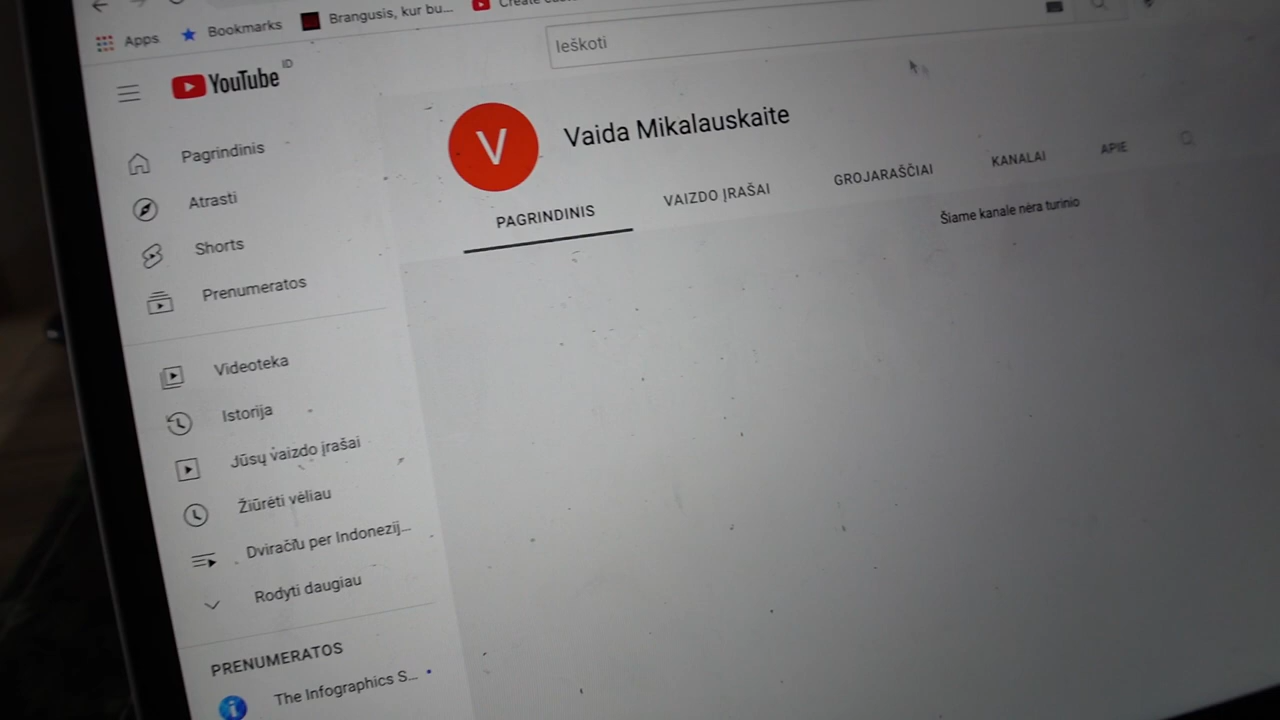 Apps
Bookmarks
Brangusis, kur bu...
Create
Ieškoti
YouTube ID
V
Vaida Mikalauskaite
PAGRINDINIS
VAIZDO ĮRAŠAI
GROJARAŠČIAI
KANALAI
APIE
Šiame kanale nėra turinio
Pagrindinis
Atrasti
Shorts
Prenumeratos
Videoteka
Istorija
Jūsų vaizdo įrašai
Žiūrėti vėliau
Dviračiu per Indonezij...
Rodyti daugiau
PRENUMERATOS
The Infographics S...